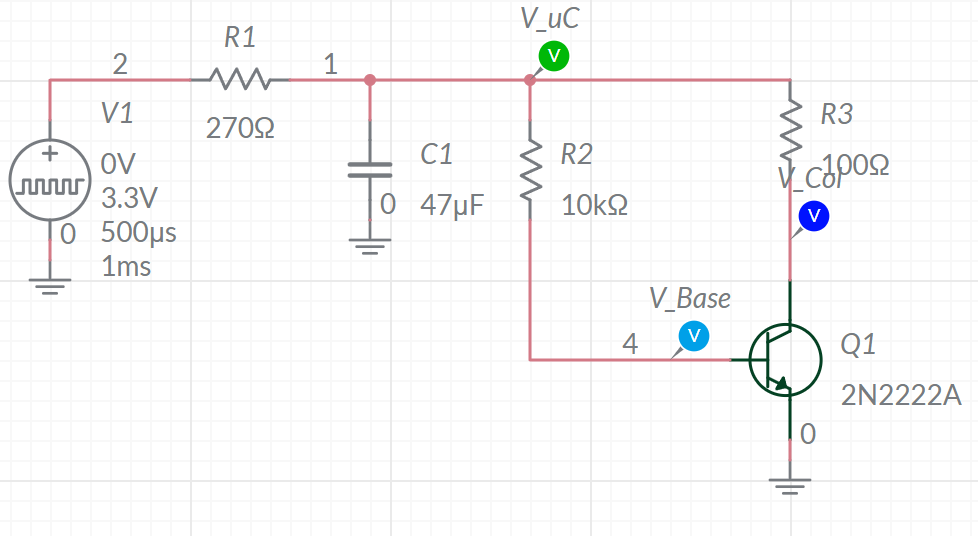 V_uC
V
R1
2
1
V1
270Ω
0V
3.3V
500µs
1ms
0
C1
47µF
0
R2
10kΩ
R3
100Ω
V_Col
V
V_Base
V
4
Q1
2N2222A
0